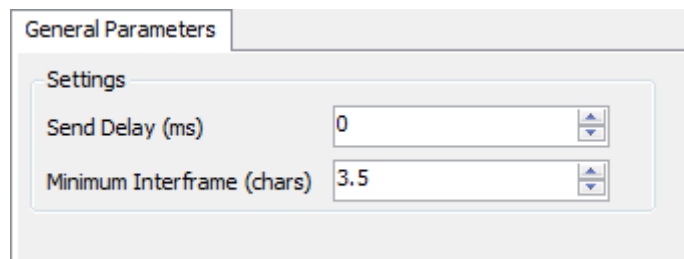 General Parameters
Settings
Send Delay (ms) 0
Minimum Interframe (chars) 3.5